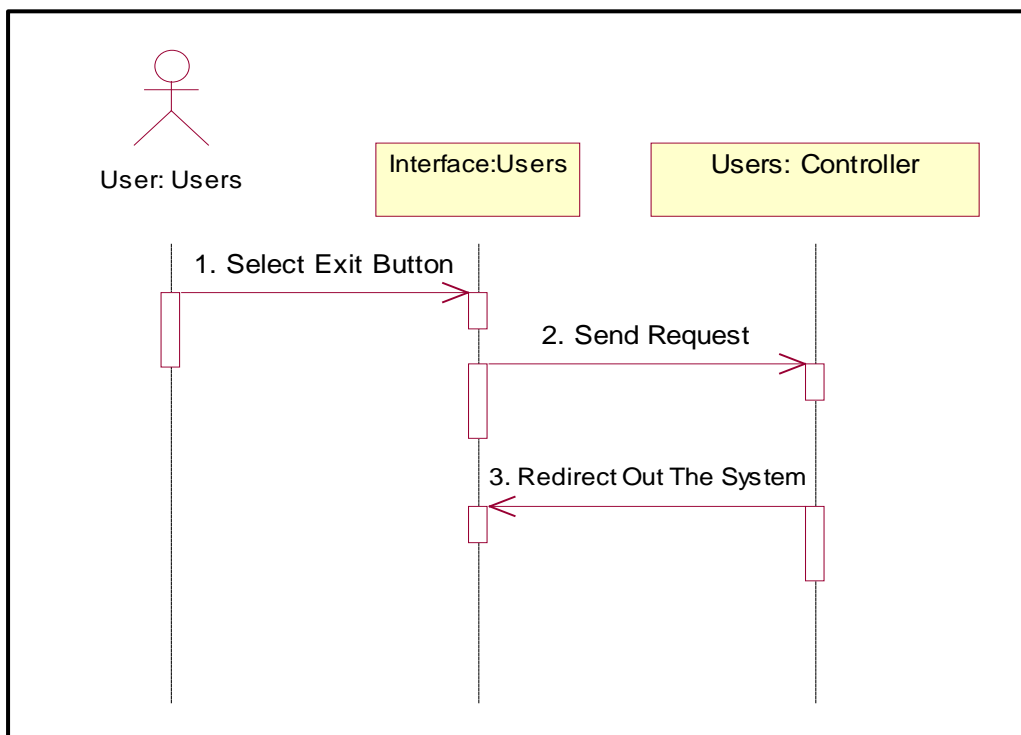 User: Users
Interface:Users
Users: Controller
1. Select Exit Button
2. Send Request
3. Redirect Out The System